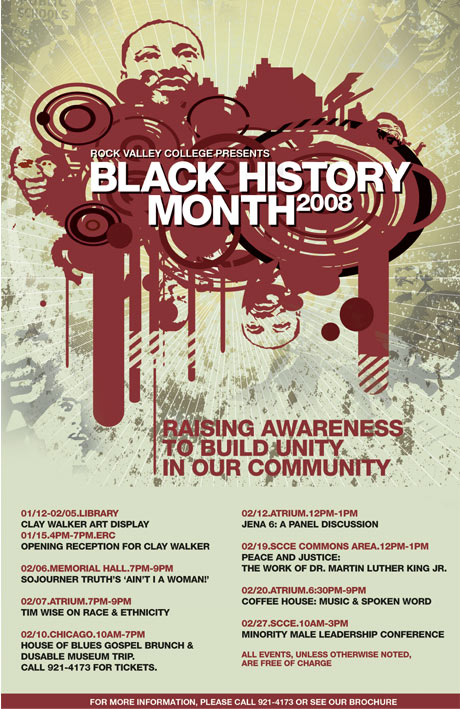 PUBLIC
SCHOOLS
ROCK VALLEY COLLEGE PRESENTS
BLACK HISTORY
MONTH 2008
RAISING AWARENESS
TO BUILD UNITY
IN OUR COMMUNITY
01/12-02/05.LIBRARY
CLAY WALKER ART DISPLAY
01/15.4PM-7PM.ERC
OPENING RECEPTION FOR CLAY WALKER
02/06.MEMORIAL HALL.7PM-9PM
SOJOURNER TRUTH'S 'AIN'T I A WOMAN!'
02/07.ATRIUM.7PM-9PM
TIM WISE ON RACE & ETHNICITY
02/10.CHICAGO.10AM-7PM
HOUSE OF BLUES GOSPEL BRUNCH &
DUSABLE MUSEUM TRIP.
CALL 921-4173 FOR TICKETS.
02/12.ATRIUM.12PM-1PM
JENA 6: A PANEL DISCUSSION
02/19.SCCE COMMONS AREA.12PM-1PM
PEACE AND JUSTICE:
THE WORK OF DR. MARTIN LUTHER KING JR.
02/20.ATRIUM.6:30PM-9PM
COFFEE HOUSE: MUSIC & SPOKEN WORD
02/27.SCCE.10AM-3PM
MINORITY MALE LEADERSHIP CONFERENCE
ALL EVENTS, UNLESS OTHERWISE NOTED,
ARE FREE OF CHARGE
FOR MORE INFORMATION, PLEASE CALL 921-4173 OR SEE OUR BROCHURE